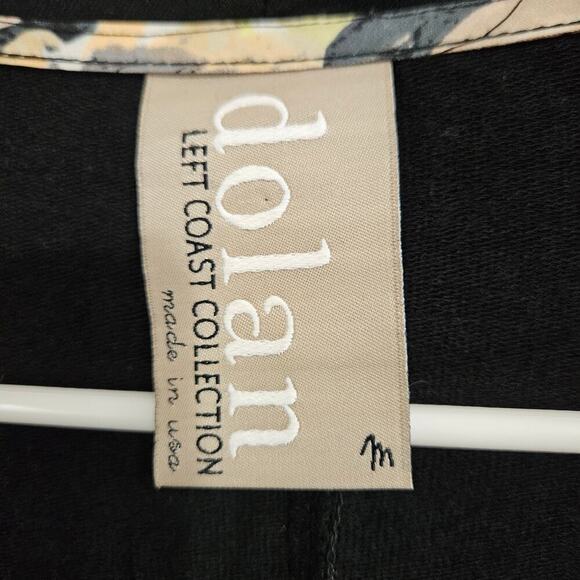 dolan
LEFT COAST COLLECTION
made in usa
m